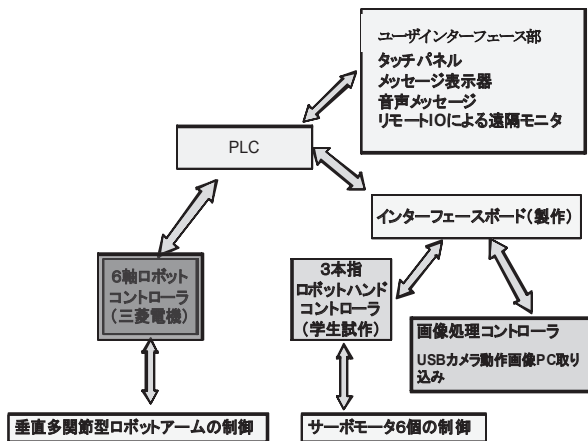 ユーザインターフェース部
タッチパネル
メッセージ表示器
音声メッセージ
リモートIOによる遠隔モニタ
PLC
インターフェースボード(製作)
6軸ロボット
コントローラ
(三菱電機)
3本指
ロボットハンド
コントローラ
(学生試作)
画像処理コントローラ
USBカメラ動作画像PC取り
込み
垂直多関節型ロボットアームの制御
サーボモータ6個の制御